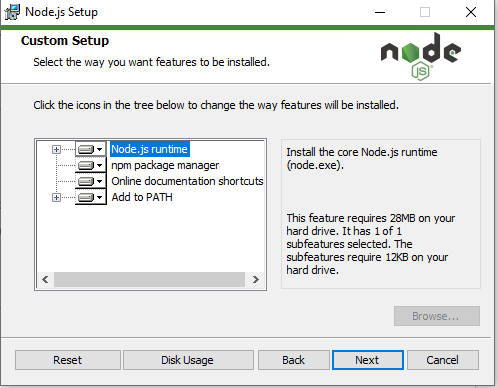 Node.js Setup
Custom Setup
Select the way you want features to be installed.
node
JS
Click the icons in the tree below to change the way features will be installed.
Node.js runtime
npm package manager
Online documentation shortcuts
Add to PATH
Install the core Node.js runtime
(node.exe).
This feature requires 28MB on your
hard drive. It has 1 of 1
subfeatures selected. The
subfeatures require 12KB on your
hard drive.
Browse...
Reset
Disk Usage
Back
Next
Cancel